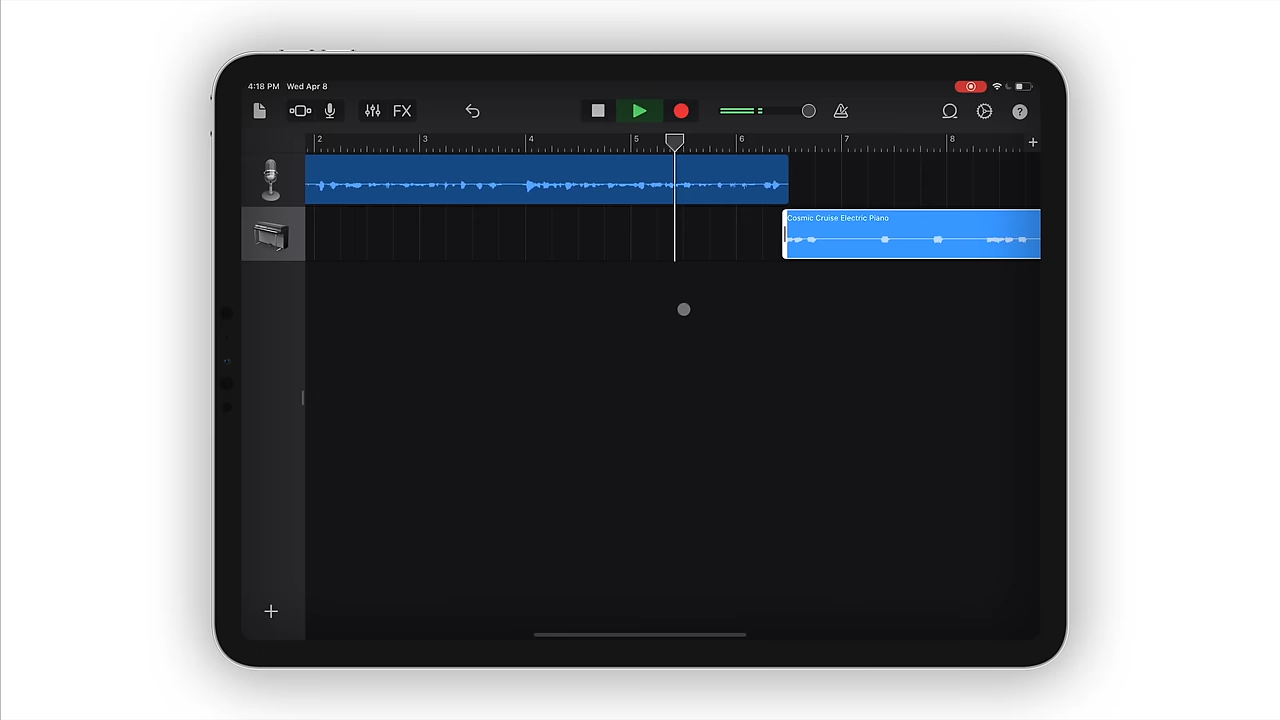 4:18 PM Wed Apr 8
FX
?
2 3 4 5 6 7 8 +
Cosmic Cruise Electric Piano
+